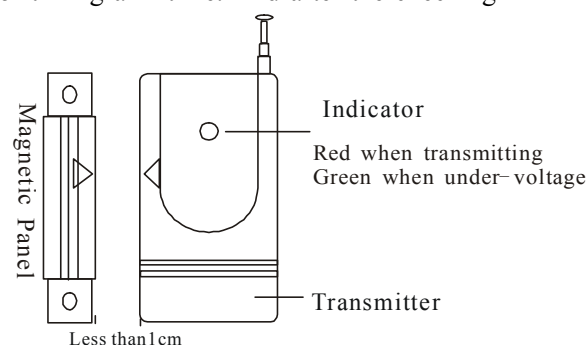 Indicator
Red when transmitting
Green when under-voltage
Magnetic Panel
Transmitter
Less than1cm